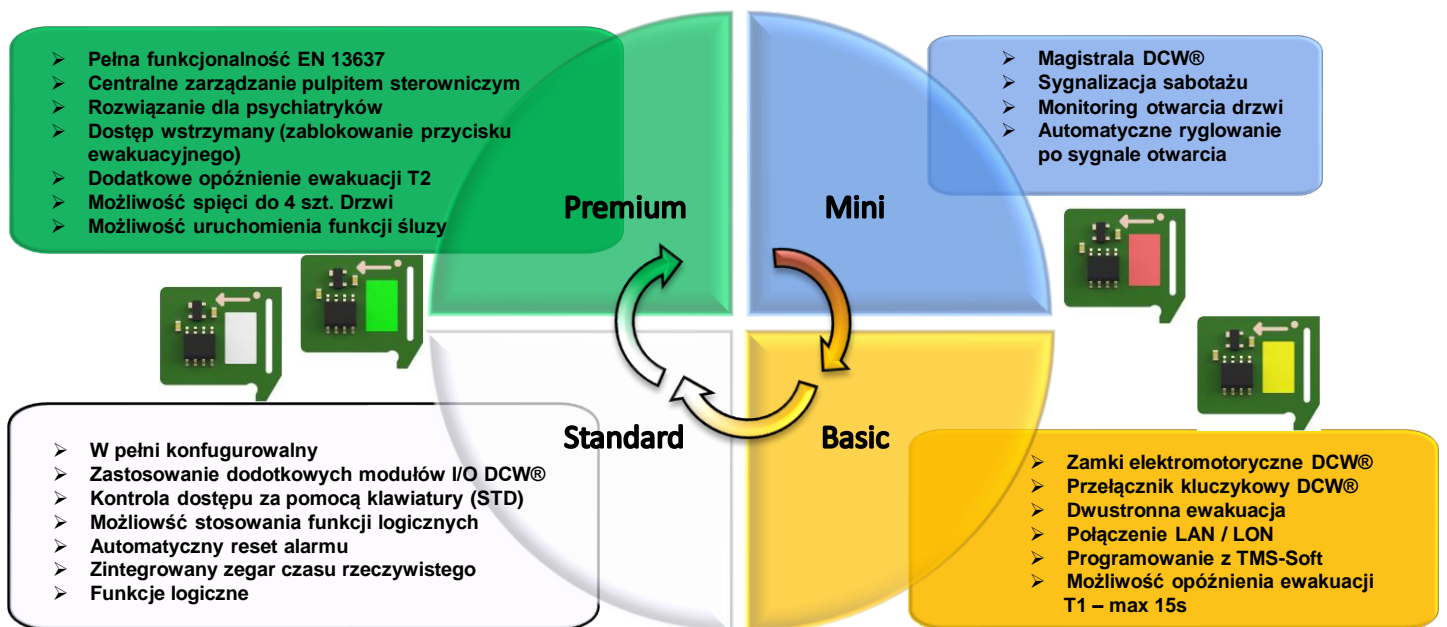 ➢ Pełna funkcjonalność EN 13637
➢ Centralne zarządzanie pulpitem sterowniczym
➢ Rozwiązanie dla psychiatryków
➢ Dostęp wstrzymany (zablokowanie przycisku
ewakuacyjnego)
➢ Dodatkowe opóźnienie ewakuacji T2
➢ Możliwość spięci do 4 szt. Drzwi
➢ Możliwość uruchomienia funkcji śluzy
Premium
➢ Magistrala DCW®
➢ Sygnalizacja sabotażu
➢ Monitoring otwarcia drzwi
➢ Automatyczne ryglowanie
po sygnale otwarcia
Mini
Standard
➢ W pełni konfugurowalny
➢ Zastosowanie dodotkowych modułów I/O DCW®
➢ Kontrola dostępu za pomocą klawiatury (STD)
➢ Możliowść stosowania funkcji logicznych
➢ Automatyczny reset alarmu
➢ Zintegrowany zegar czasu rzeczywistego
➢ Funkcje logiczne
Basic
➢ Zamki elektromotoryczne DCW®
➢ Przełącznik kluczykowy DCW®
➢ Dwustronna ewakuacja
➢ Połączenie LAN / LON
➢ Programowanie z TMS-Soft
➢ Możliwość opóźnienia ewakuacji
T1 – max 15s